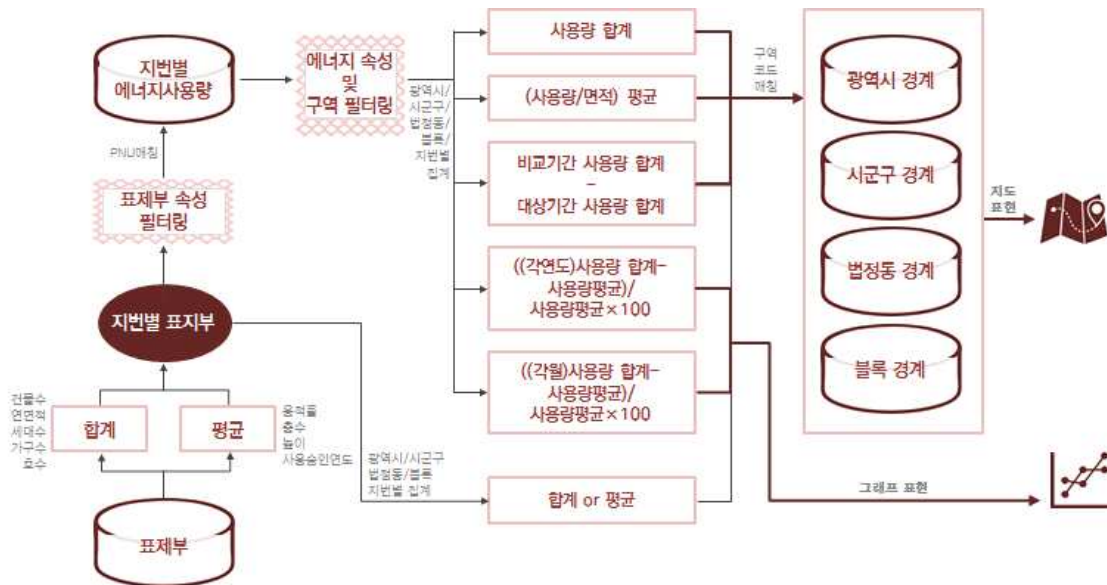 지번별
에너지사용량
에너지 속성
및
구역 필터링
광역시/
시군구/
법정동/
블록/
지번별
집계
PNU매칭
표제부 속성
필터링
지번별 표지부
건물수
연면적
세대수
가구수
호수
합계
평균
용적률
층수
높이
사용승인연도
표제부
광역시/시군구
법정동/블록
지번별 집계
사용량 합계
(사용량/면적) 평균
비교기간 사용량 합계
-
대상기간 사용량 합계
((각연도)사용량 합계-
사용량평균)/
사용량평균×100
((각월)사용량 합계-
사용량평균)/
사용량평균×100
합계 or 평균
구역
코드
매칭
광역시 경계
시군구 경계
법정동 경계
블록 경계
지도
표현
그래프 표현